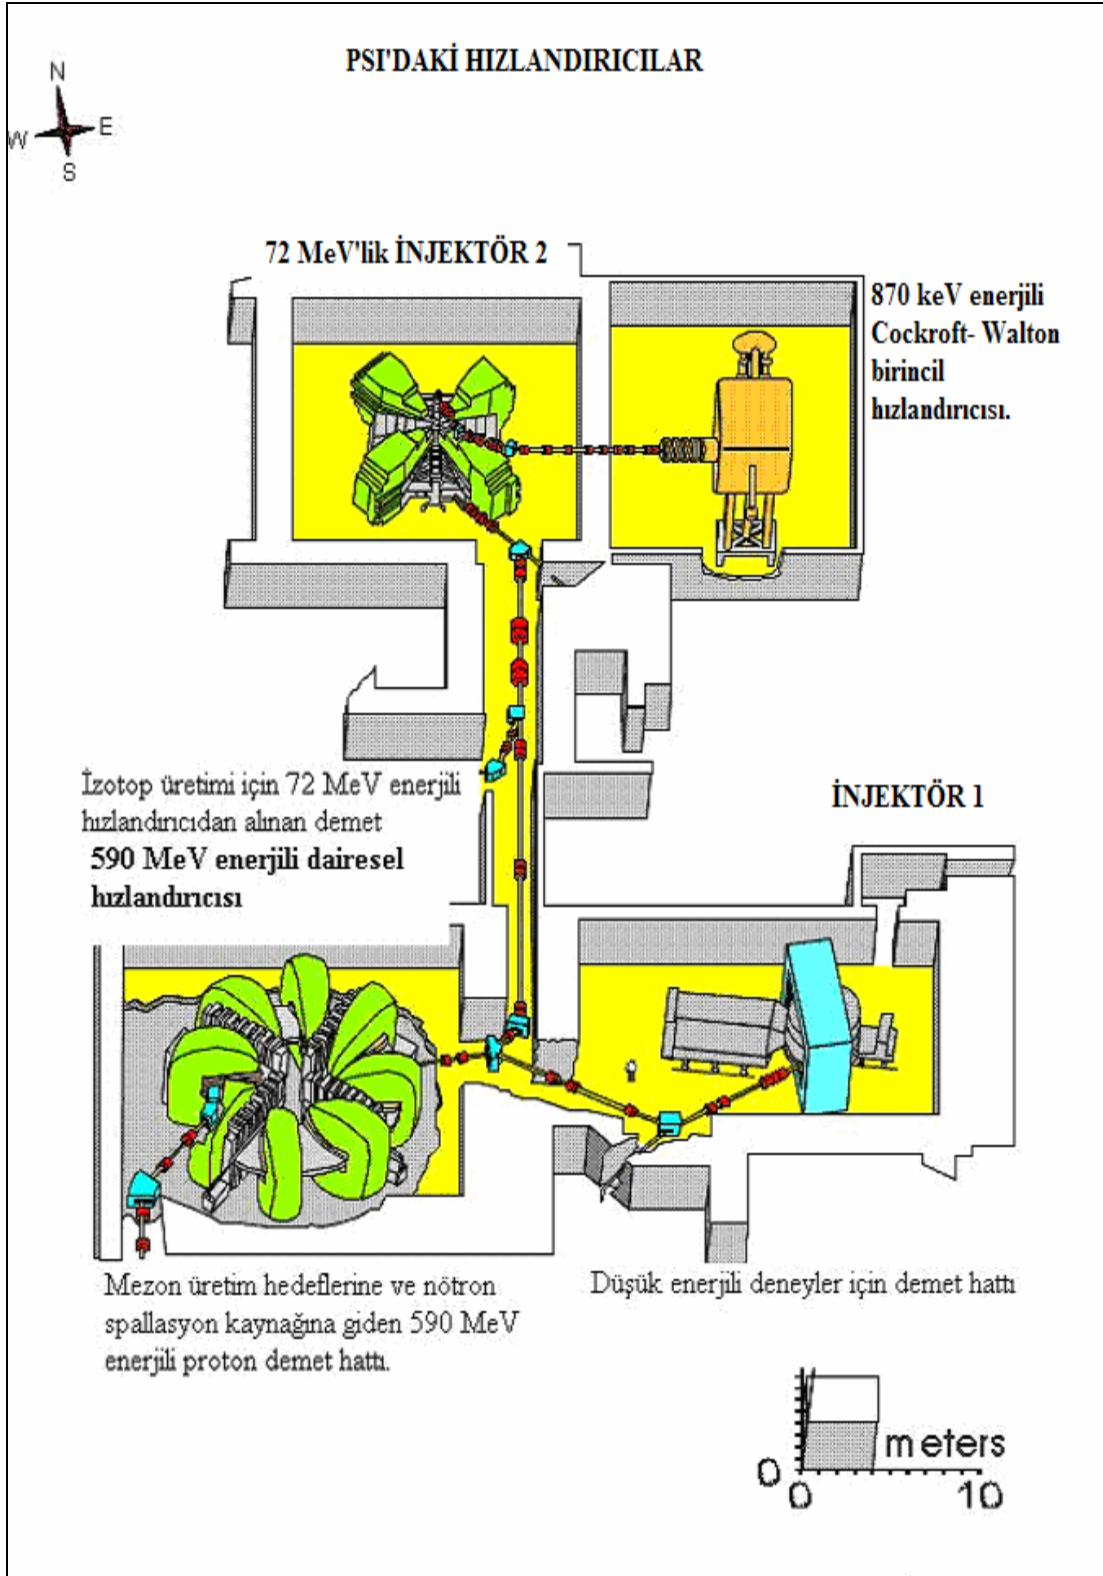 PSI'DAKİ HIZLANDIRICILAR
N
W
E
S
72 MeV'lik İNJEKTÖR 2
870 keV enerjili
Cockroft- Walton
birincil
hızlandırıcısı.
İzotop üretimi için 72 MeV enerjili
hızlandırıcıdan alınan demet
590 MeV enerjili dairesel
hızlandırıcısı
İNJEKTÖR 1
Mezon üretim hedeflerine ve nötron
spallasyon kaynağına giden 590 MeV
enerjili proton demet hattı.
Düşük enerjili deneyler için demet hattı
meters
0
0
10